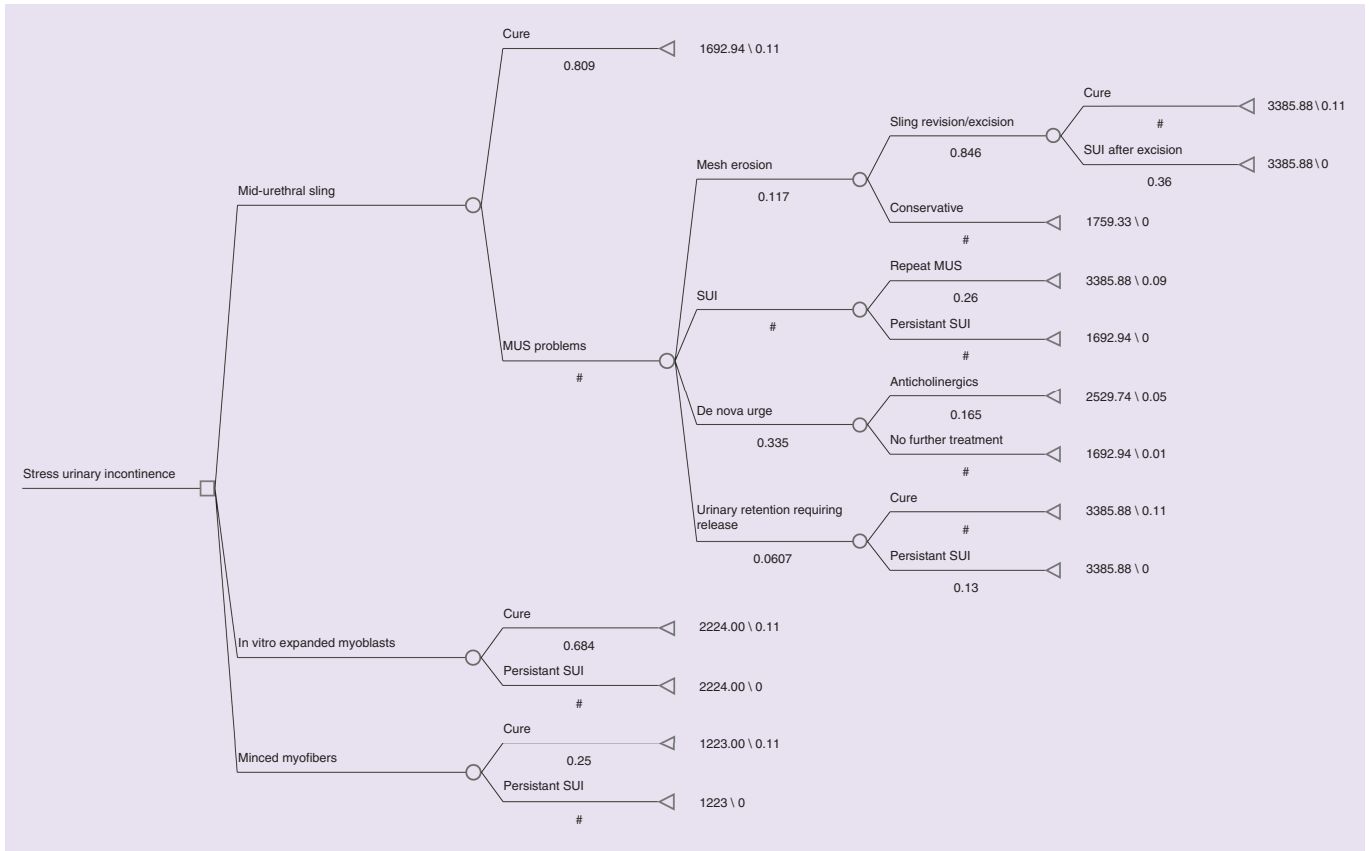 Cure
1692.94 \ 0.11
0.809
Cure
3385.88 \ 0.11
#
Sling revision/excision
0.846
SUI after excision
3385.88 \ 0
0.36
Mesh erosion
0.117
Conservative
1759.33 \ 0
#
Mid-urethral sling
Repeat MUS
3385.88 \ 0.09
0.26
SUI
#
Persistant SUI
1692.94 \ 0
#
MUS problems
#
Anticholinergics
2529.74 \ 0.05
0.165
De nova urge
0.335
No further treatment
1692.94 \ 0.01
#
Stress urinary incontinence
Cure
3385.88 \ 0.11
#
Urinary retention requiring
release
0.0607
Persistant SUI
3385.88 \ 0
0.13
Cure
2224.00 \ 0.11
0.684
In vitro expanded myoblasts
Persistant SUI
2224.00 \ 0
#
Cure
1223.00 \ 0.11
0.25
Minced myofibers
Persistant SUI
1223 \ 0
#